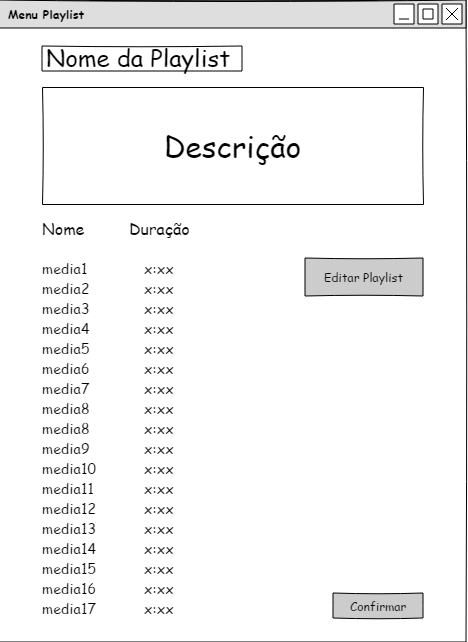 Menu Playlist
Nome da Playlist
Descrição
Nome Duração
media1 x:xx
Editar Playlist
media2 x:xx
media3 x:xx
media4 x:xx
media5 x:xx
media6 x:xx
media7 x:xx
media8 x:xx
media8 x:xx
media9 x:xx
media10 x:xx
media11 x:xx
media12 x:xx
media13 x:xx
media14 x:xx
media15 x:xx
media16 x:xx
media17 x:xx
Confirmar